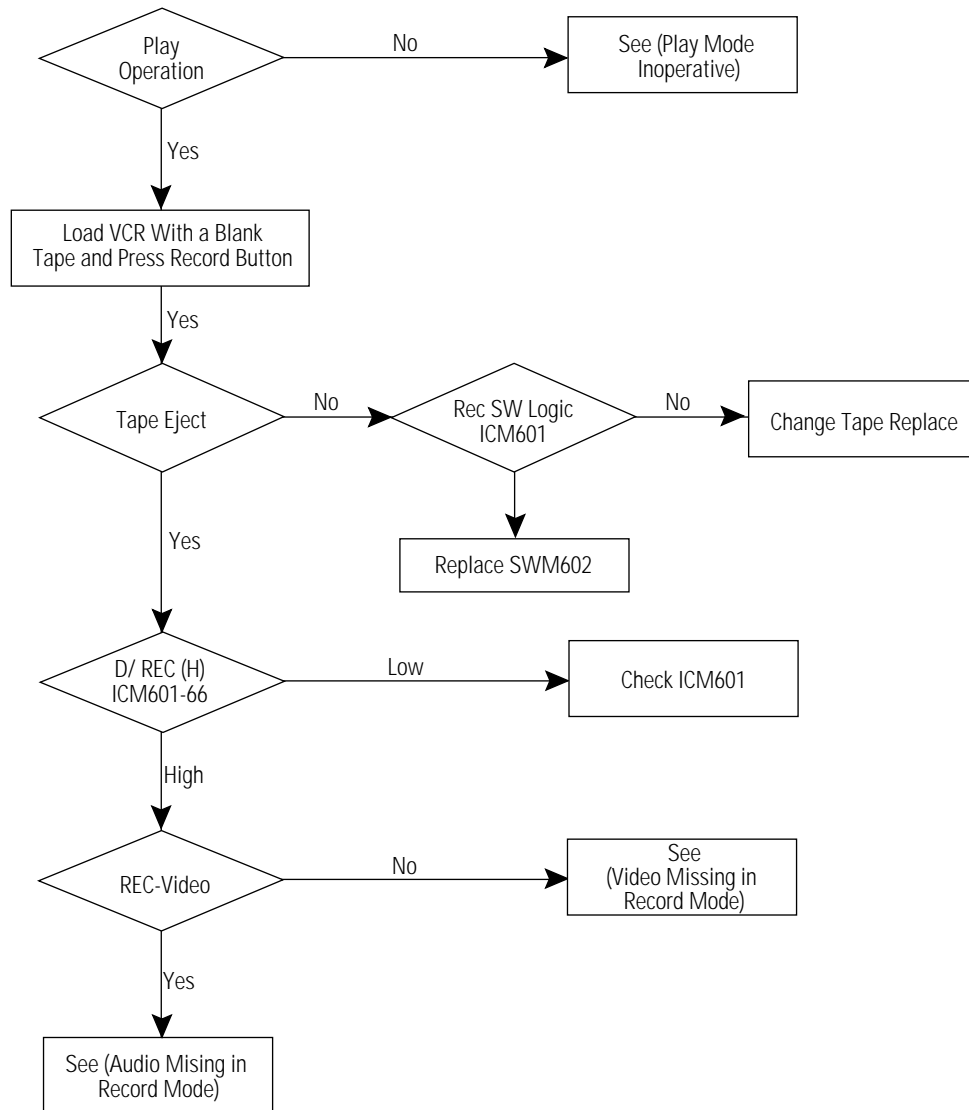 Play
Operation
No
See (Play Mode
Inoperative)
Yes
Load VCR With a Blank
Tape and Press Record Button
Yes
Tape Eject
No
Rec SW Logic
ICM601
No
Change Tape Replace
Replace SWM602
Yes
D/ REC (H)
ICM601-66
Low
Check ICM601
High
REC-Video
No
See
(Video Missing in
Record Mode)
Yes
See (Audio Mising in
Record Mode)